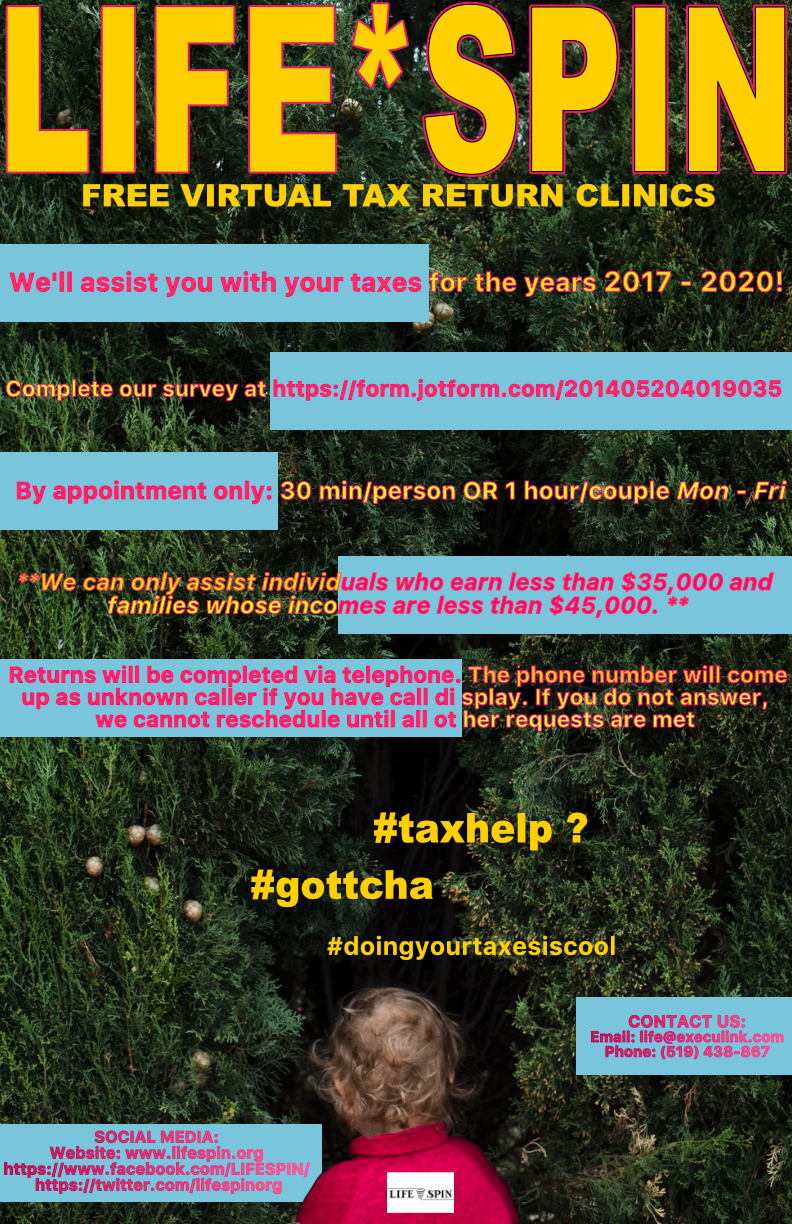 LIFE*SPIN
FREE VIRTUAL TAX RETURN CLINICS
We'll assist you with your taxes for the years 2017 - 2020!
Complete our survey at https://form.jotform.com/201405204019035
By appointment only: 30 min/person OR 1 hour/couple Mon - Fri
**We can only assist individuals who earn less than $35,000 and
families whose incomes are less than $45,000. **
Returns will be completed via telephone. The phone number will come
up as unknown caller if you have call di splay. If you do not answer,
we cannot reschedule until all ot her requests are met
#taxhelp ?
#gottcha
#doingyourtaxesiscool
CONTACT US:
Email: life@execulink.com
Phone: (519) 438-867
SOCIAL MEDIA:
Website: www.lifespin.org
https://www.facebook.com/LIFESPIN/
https://twitter.com/lifespinorg
LIFE SPIN